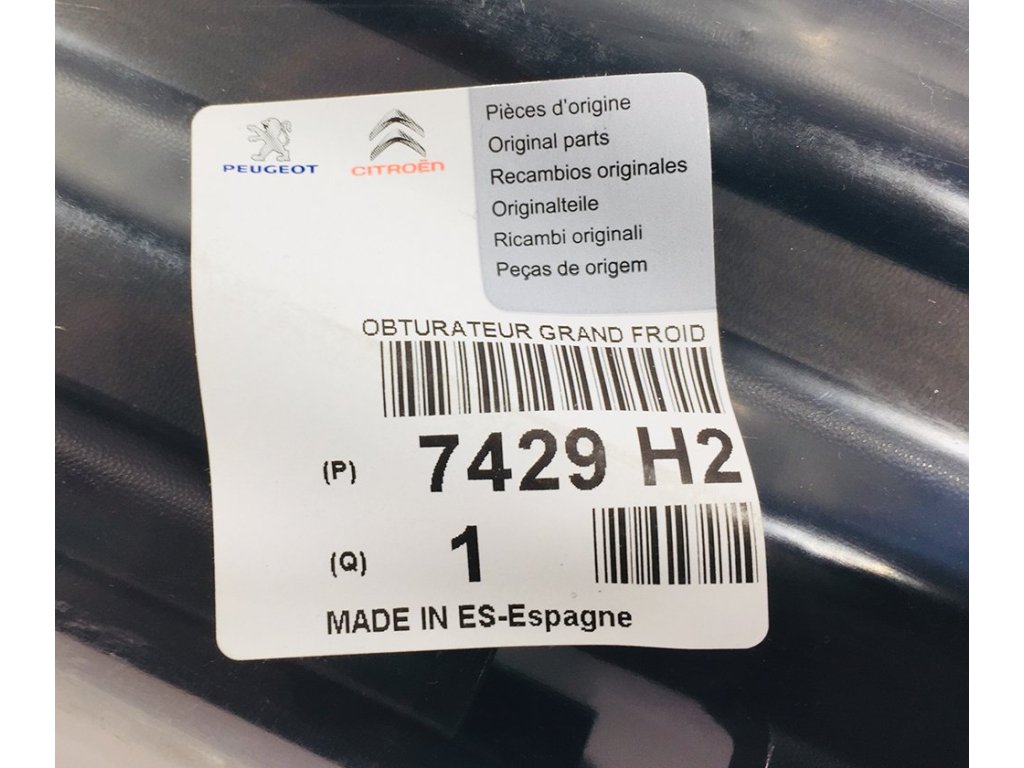 PEUGEOT
CITROËN
Pièces d'origine
Original parts
Recambios originales
Originalteile
Ricambi originali
Peças de origem
OBTURATEUR GRAND FROID
(P) 7429 H2
(Q) 1
MADE IN ES-Espagne